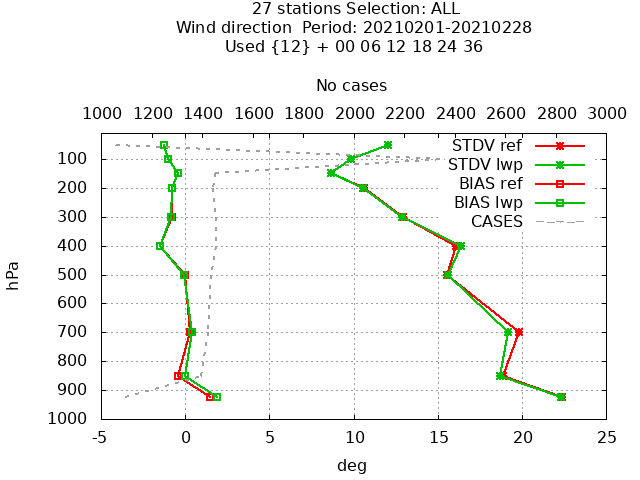 27 stations Selection: ALL
Wind direction  Period: 20210201-20210228
Used {12} + 00 06 12 18 24 36
No cases
1000 1200 1400 1600 1800 2000 2200 2400 2600 2800 3000
STDV ref
STDV lwp
BIAS ref
BIAS lwp
CASES
hPa
100
200
300
400
500
600
700
800
900
1000
-5 0 5 10 15 20 25
deg